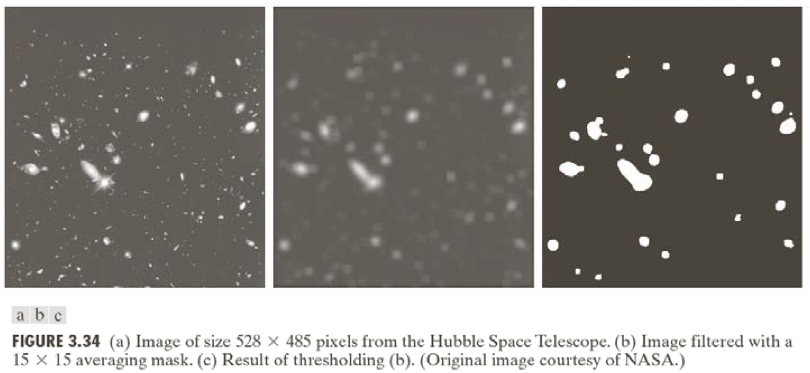 a b c
FIGURE 3.34 (a) Image of size 528 × 485 pixels from the Hubble Space Telescope. (b) Image filtered with a
15 × 15 averaging mask. (c) Result of thresholding (b). (Original image courtesy of NASA.)